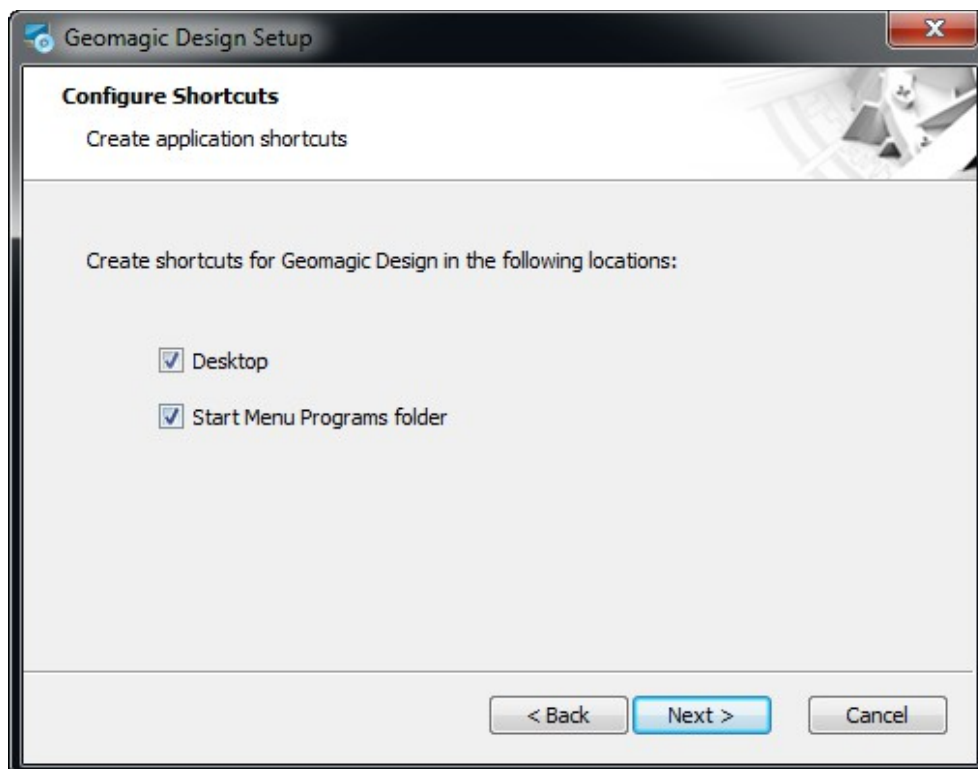 Geomagic Design Setup
X
Configure Shortcuts
Create application shortcuts
Create shortcuts for Geomagic Design in the following locations:
Desktop
Start Menu Programs folder
< Back Next > Cancel